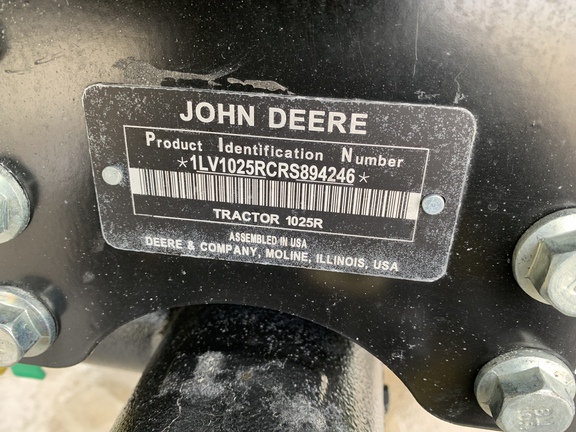 JOHN DEERE
Product Identification Number
*1LV1025RCRS894246*
TRACTOR 1025R
ASSEMBLED IN USA
DEERE & COMPANY, MOLINE, ILLINOIS, USA